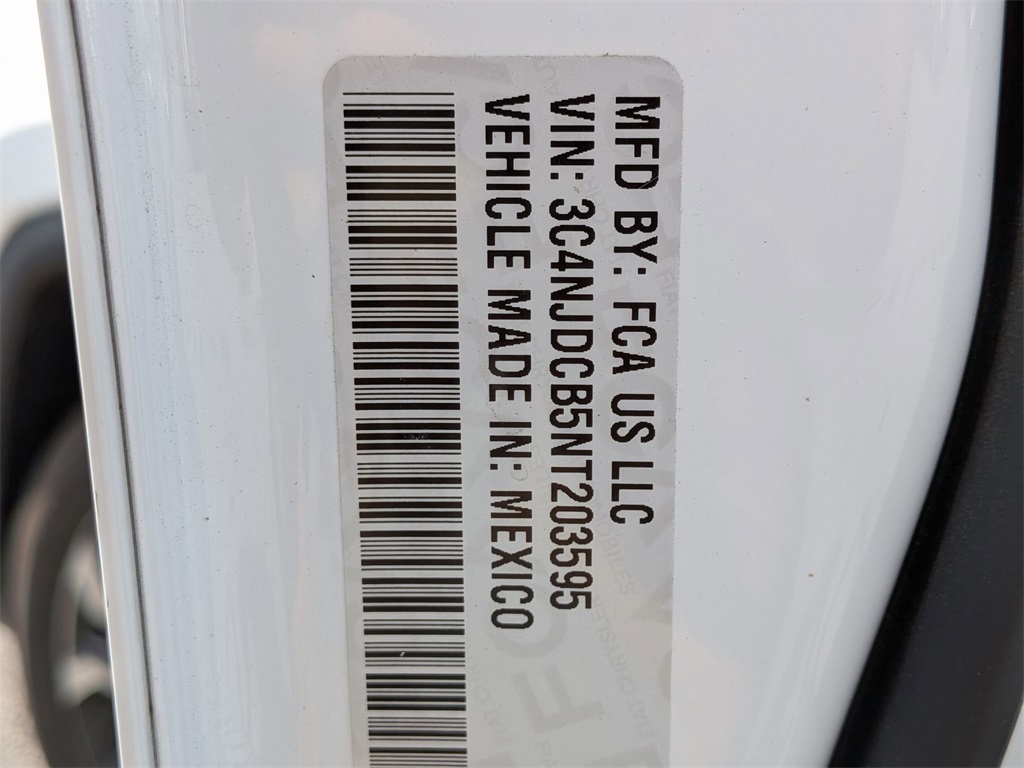 MFD BY: FCA US LLC
VIN: 3C4NJDCB5NT203595
VEHICLE MADE IN: MEXICO